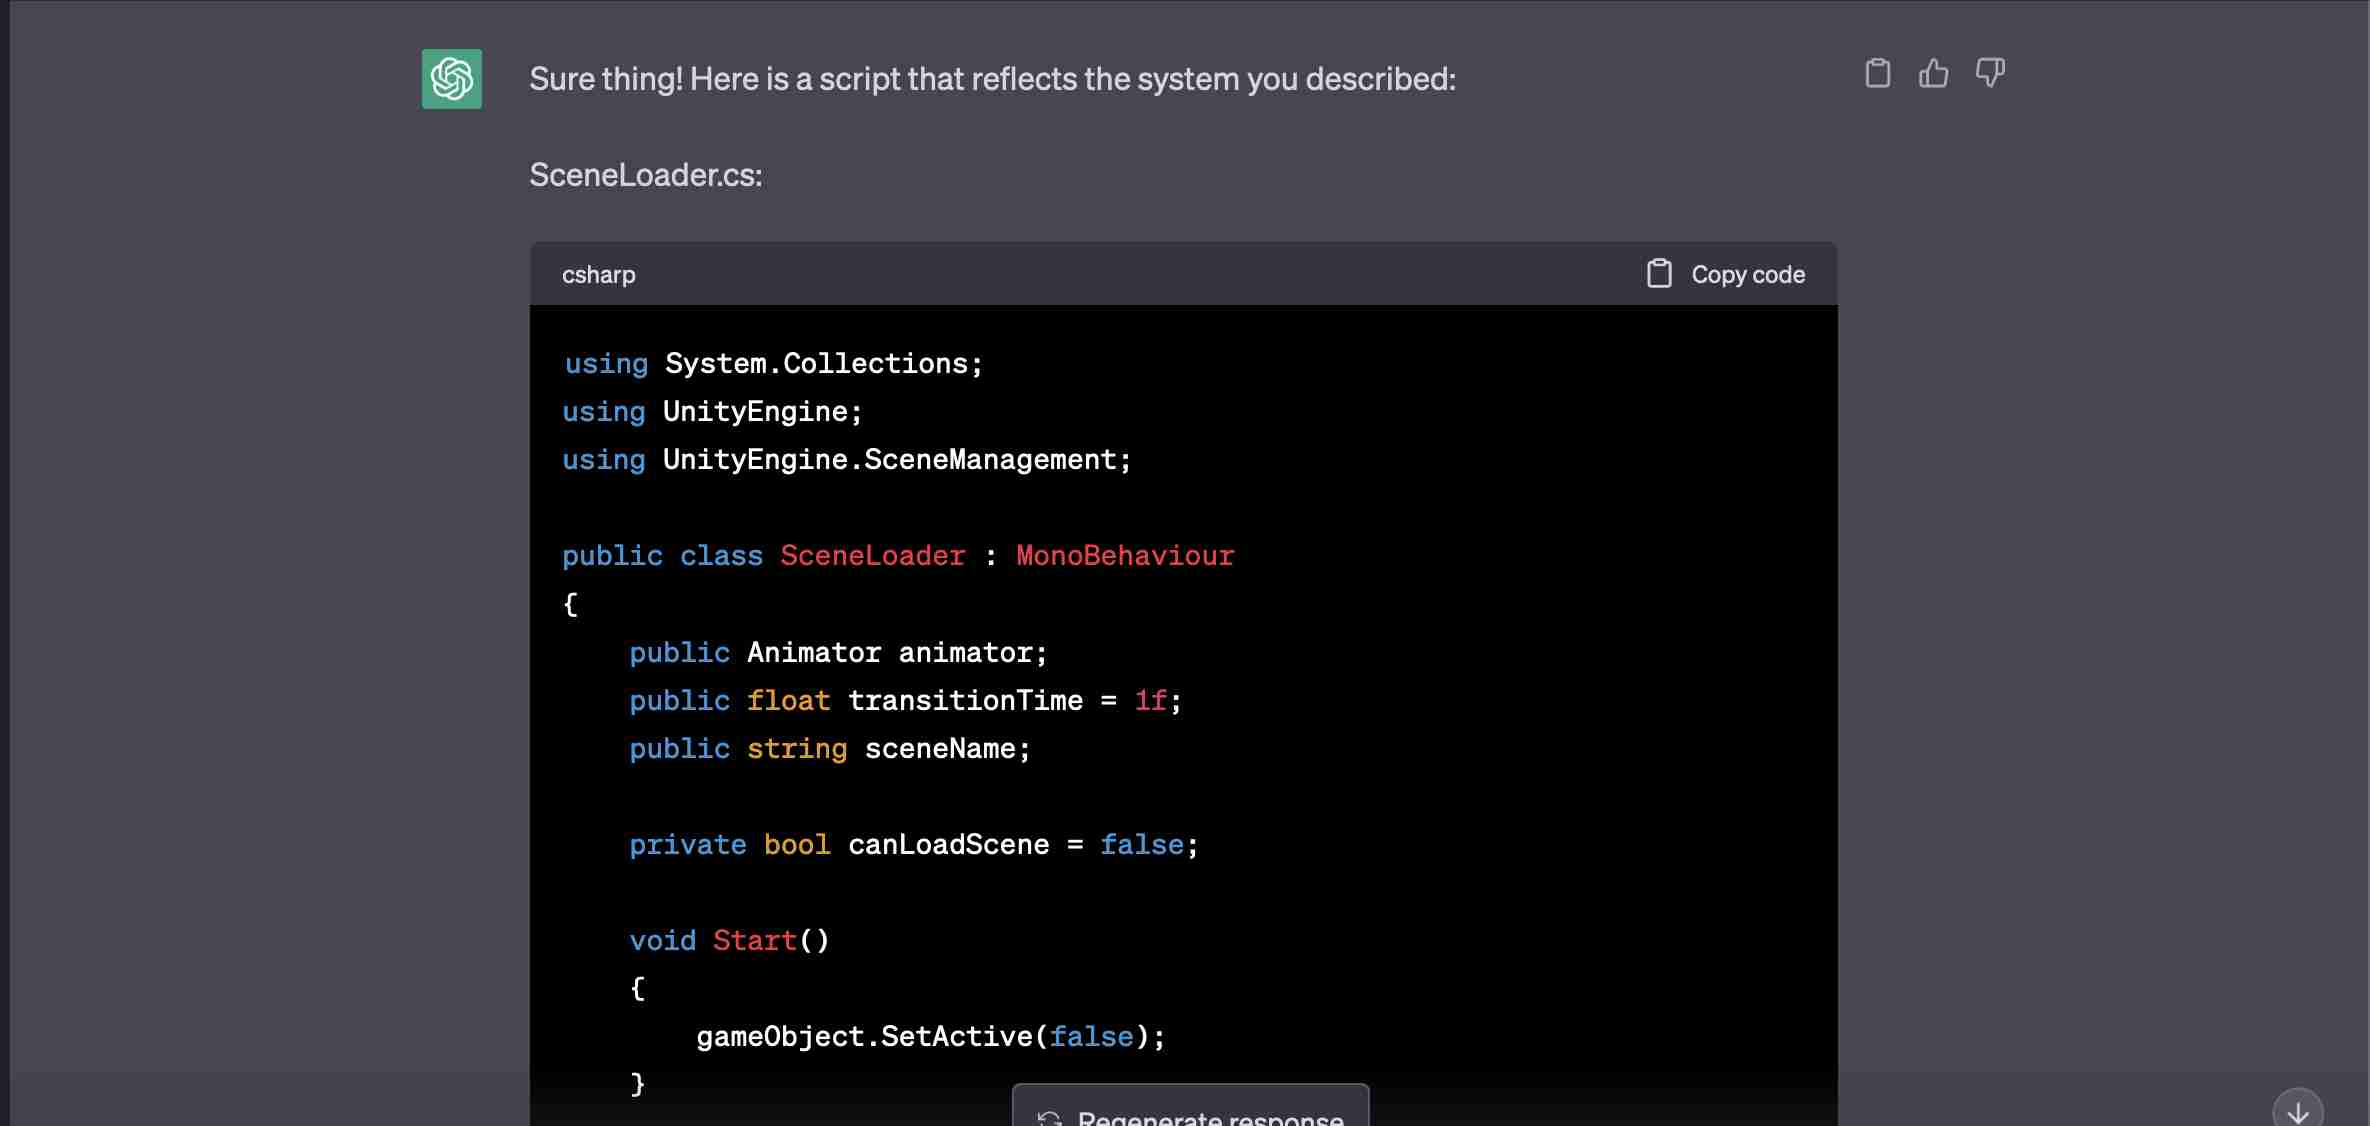 Sure thing! Here is a script that reflects the system you described:
SceneLoader.cs:
csharp
Copy code
using System.Collections;
using UnityEngine;
using UnityEngine.SceneManagement;
public class SceneLoader : MonoBehaviour
{
    public Animator animator;
    public float transitionTime = 1f;
    public string sceneName;
    private bool canLoadScene = false;
    void Start()
    {
        gameObject.SetActive(false);
    }
Regenerate response